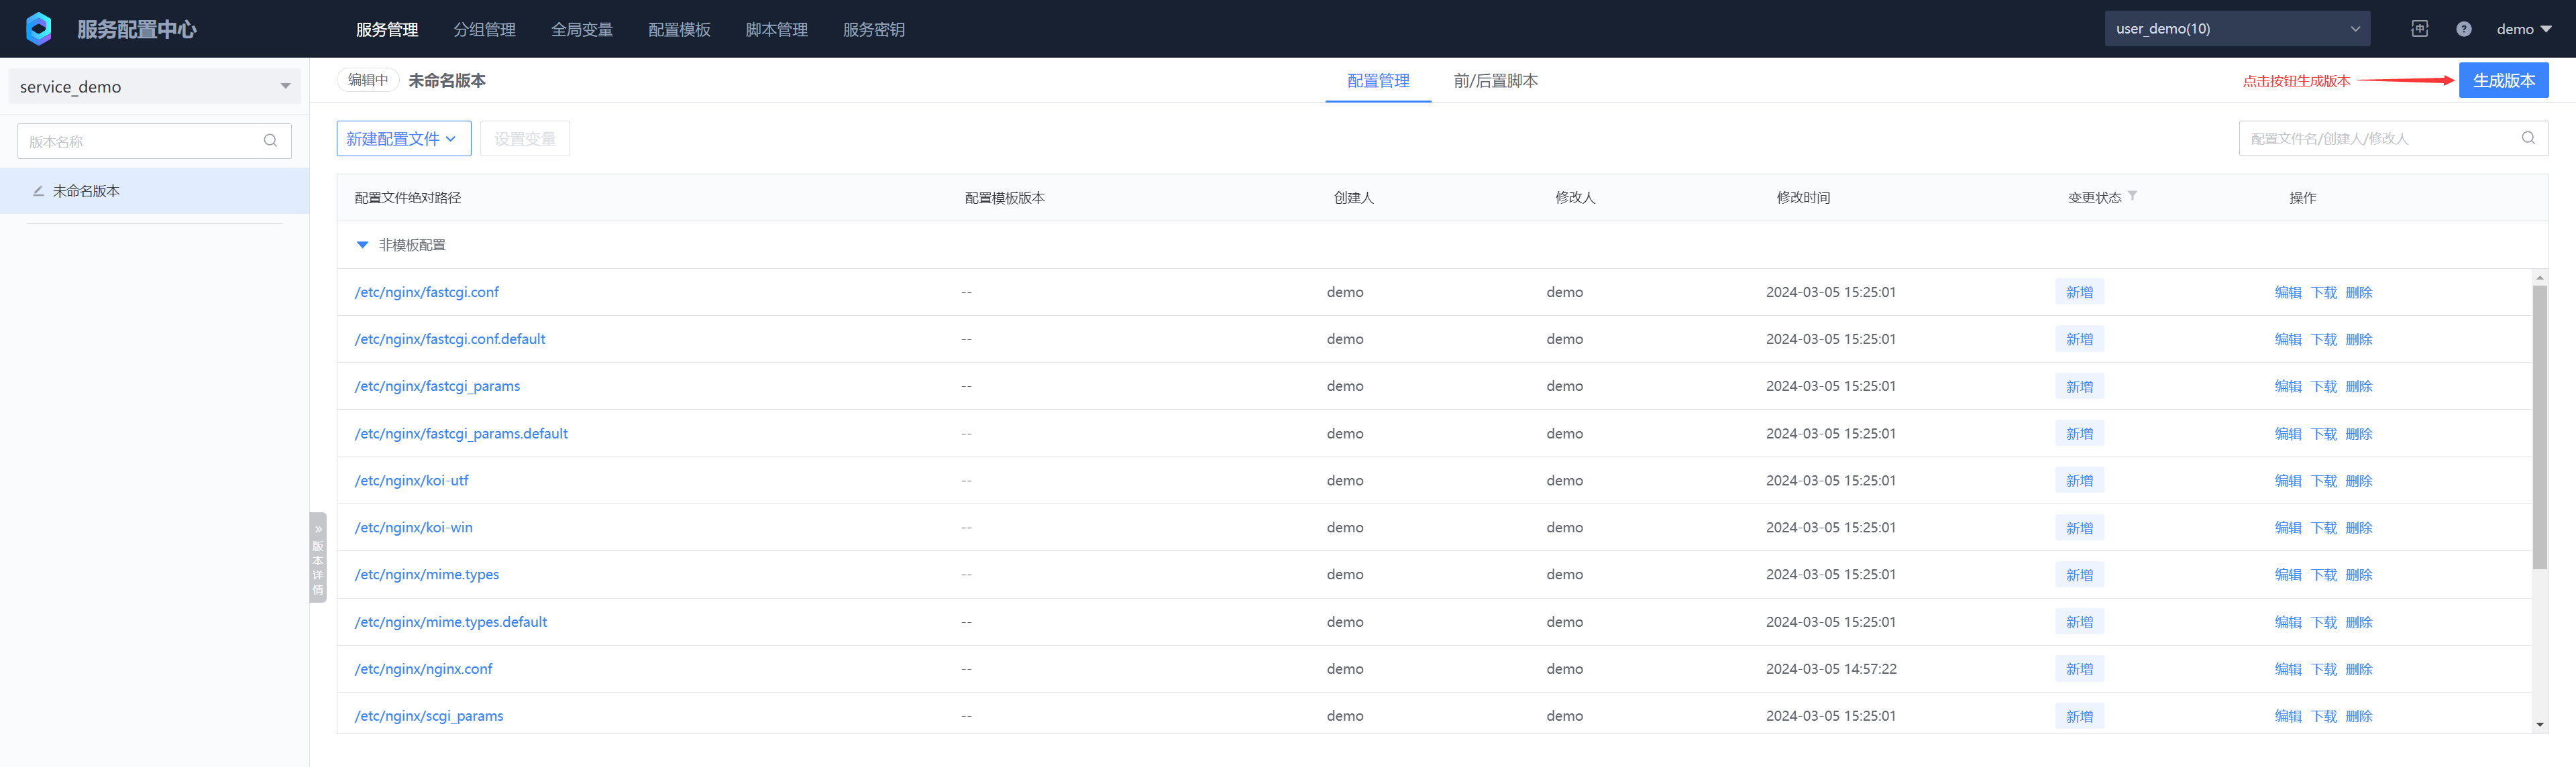 服务配置中心 服务管理 分组管理 全局变量 配置模板 脚本管理 服务密钥 user_demo(10) 中 ? demo
service_demo 编辑中 未命名版本 配置管理 前/后置脚本 点击按钮生成版本 生成版本
版本名称 新建配置文件 设置变量 配置文件名/创建人/修改人
未命名版本
配置文件绝对路径 配置模板版本 创建人 修改人 修改时间 变更状态 操作
非模板配置
/etc/nginx/fastcgi.conf -- demo demo 2024-03-05 15:25:01 新增 编辑 下载 删除
/etc/nginx/fastcgi.conf.default -- demo demo 2024-03-05 15:25:01 新增 编辑 下载 删除
/etc/nginx/fastcgi_params -- demo demo 2024-03-05 15:25:01 新增 编辑 下载 删除
/etc/nginx/fastcgi_params.default -- demo demo 2024-03-05 15:25:01 新增 编辑 下载 删除
/etc/nginx/koi-utf -- demo demo 2024-03-05 15:25:01 新增 编辑 下载 删除
/etc/nginx/koi-win -- demo demo 2024-03-05 15:25:01 新增 编辑 下载 删除
/etc/nginx/mime.types -- demo demo 2024-03-05 15:25:01 新增 编辑 下载 删除
/etc/nginx/mime.types.default -- demo demo 2024-03-05 15:25:01 新增 编辑 下载 删除
/etc/nginx/nginx.conf -- demo demo 2024-03-05 14:57:22 新增 编辑 下载 删除
/etc/nginx/scgi_params -- demo demo 2024-03-05 15:25:01 新增 编辑 下载 删除
版本详情